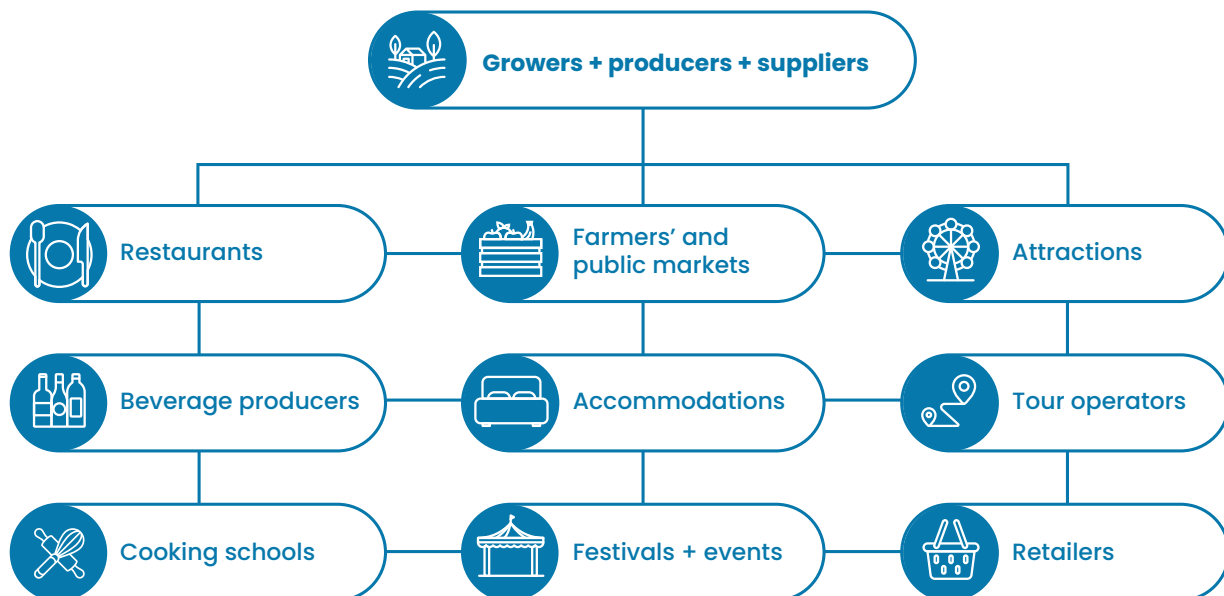 Growers + producers + suppliers
Restaurants
Farmers’ and
public markets
Attractions
Beverage producers
Accommodations
Tour operators
Cooking schools
Festivals + events
Retailers